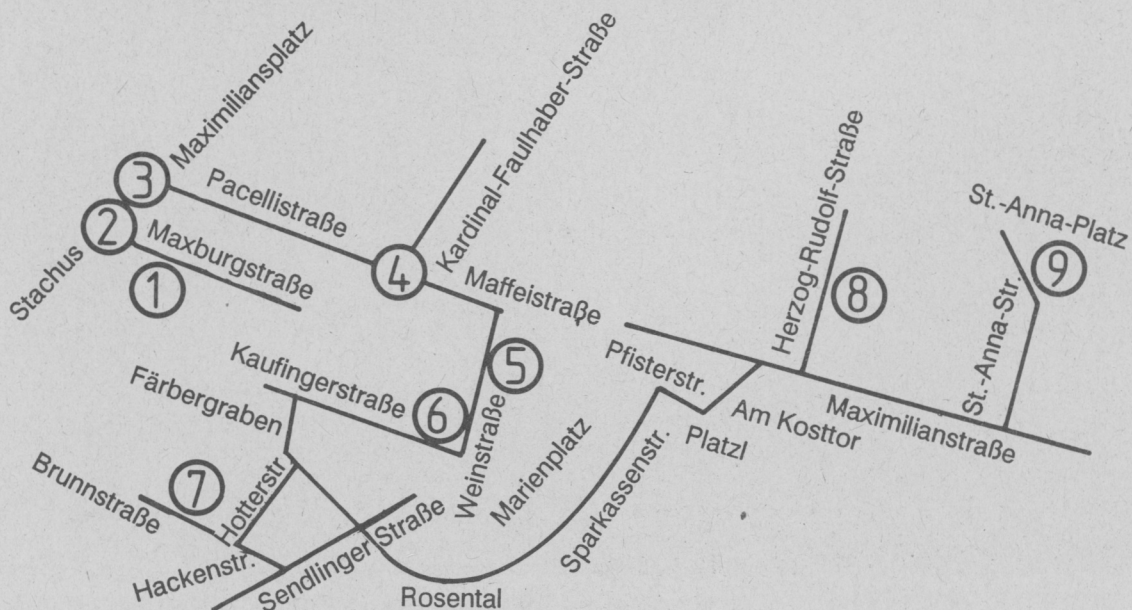 Maximiliansplatz
Kardinal-Faulhaber-Straße
3
Pacellistraße
2
Maxburgstraße
Stachus
1
4
Maffeistraße
Herzog-Rudolf-Straße
8
St.-Anna-Platz
9
St.-Anna-Str.
Kaufingerstraße
5
6
Färbergraben
Pfisterstr.
Am Kosttor
Maximilianstraße
Platzl
Weinstraße
Marienplatz
Sparkassenstr.
7
Brunnstraße
Hotterstr
Hackenstr.
Sendlinger Straße
Rosental